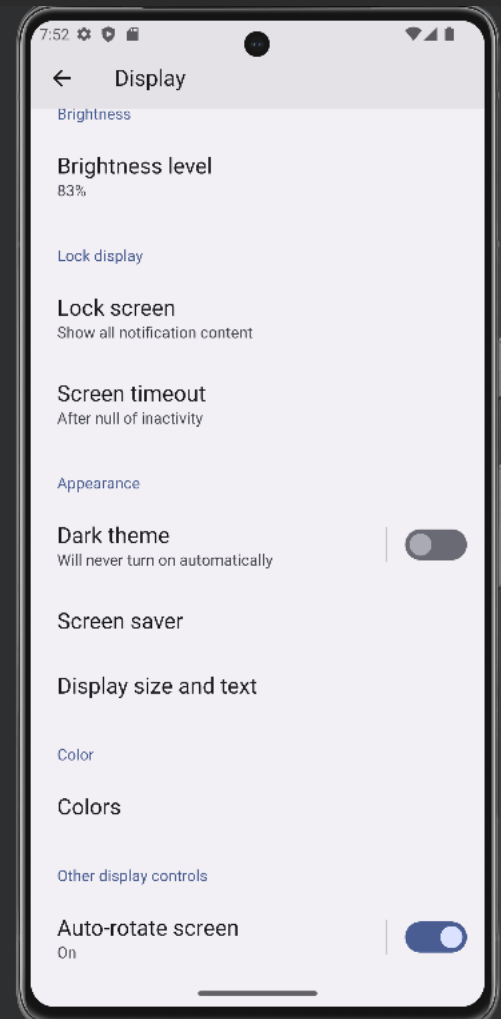 7:52
Display
Brightness
Brightness level
83%
Lock display
Lock screen
Show all notification content
Screen timeout
After null of inactivity
Appearance
Dark theme
Will never turn on automatically
Screen saver
Display size and text
Color
Colors
Other display controls
Auto-rotate screen
On